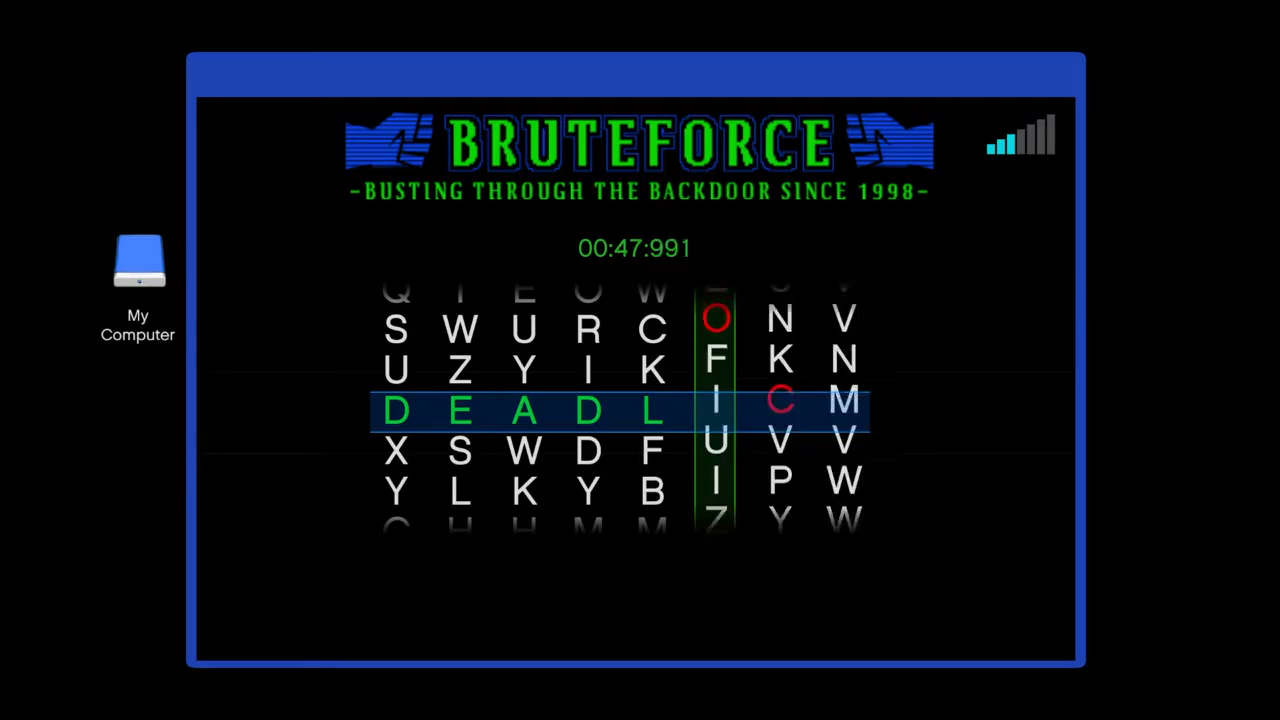 BRUTEFORCE
-BUSTING THROUGH THE BACKDOOR SINCE 1998-
00:47:991
My
Computer
S W U R C O N V
U Z Y I K F K N
D E A D L I C M
X S W D F U V V
Y L K Y B I P W
Z Y W